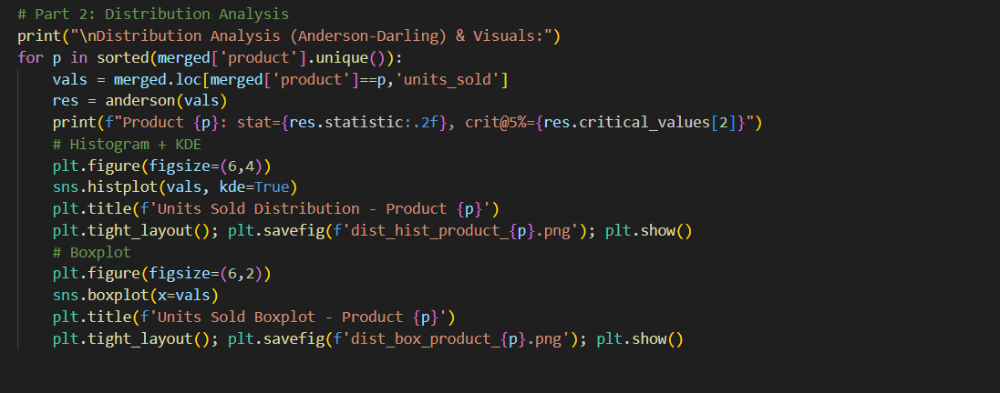 # Part 2: Distribution Analysis
print("\nDistribution Analysis (Anderson-Darling) & Visuals:")
for p in sorted(merged['product'].unique()):
    vals = merged.loc[merged['product']==p,'units_sold']
    res = anderson(vals)
    print(f"Product {p}: stat={res.statistic:.2f}, crit@5%={res.critical_values[2]}")
    # Histogram + KDE
    plt.figure(figsize=(6,4))
    sns.histplot(vals, kde=True)
    plt.title(f'Units Sold Distribution - Product {p}')
    plt.tight_layout(); plt.savefig(f'dist_hist_product_{p}.png'); plt.show()
    # Boxplot
    plt.figure(figsize=(6,2))
    sns.boxplot(x=vals)
    plt.title(f'Units Sold Boxplot - Product {p}')
    plt.tight_layout(); plt.savefig(f'dist_box_product_{p}.png'); plt.show()